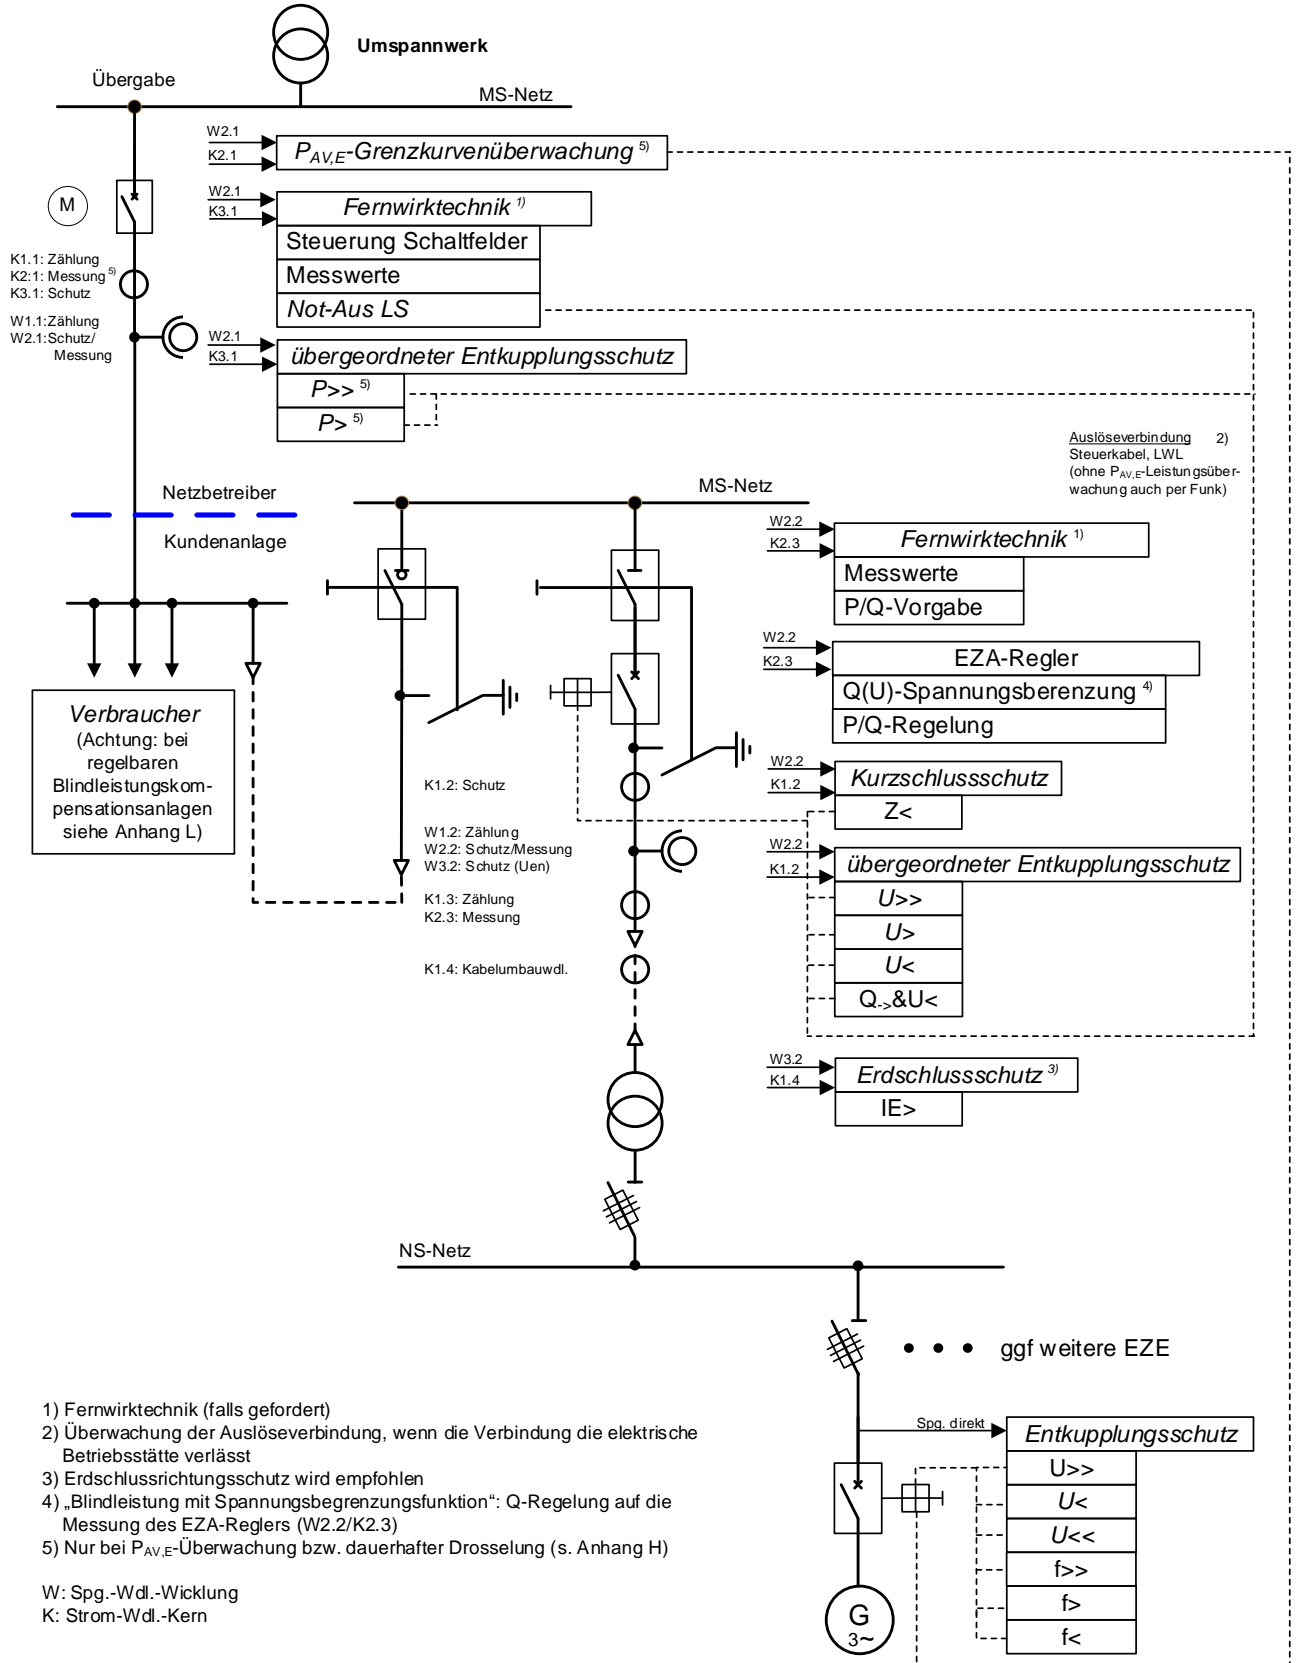 Umspannwerk
Übergabe
MS-Netz
W2.1
K2.1
P_AV,E-Grenzkurvenüberwachung 5)
M
W2.1
K3.1
Fernwirktechnik 1)
Steuerung Schaltfelder
Messwerte
Not-Aus LS
K1.1: Zählung
K2:1: Messung 5)
K3.1: Schutz
W1.1:Zählung
W2.1:Schutz/
Messung
W2.1
K3.1
übergeordneter Entkupplungsschutz
P>> 5)
P> 5)
Auslöseverbindung 2)
Steuerkabel, LWL
(ohne P_AV,E-Leistungsüber-
wachung auch per Funk)
Netzbetreiber
Kundenanlage
MS-Netz
W2.2
K2.3
Fernwirktechnik 1)
Messwerte
P/Q-Vorgabe
W2.2
K2.3
EZA-Regler
Q(U)-Spannungsberenzung 4)
P/Q-Regelung
Verbraucher
(Achtung: bei
regelbaren
Blindleistungskom-
pensationsanlagen
siehe Anhang L)
W2.2
K1.2
Kurzschlussschutz
Z<
K1.2: Schutz
W1.2: Zählung
W2.2: Schutz/Messung
W3.2: Schutz (Uen)
K1.3: Zählung
K2.3: Messung
K1.4: Kabelumbauwdl.
W2.2
K1.2
übergeordneter Entkupplungsschutz
U>>
U>
U<
Q->&U<
W3.2
K1.4
Erdschlussschutz 3)
IE>
NS-Netz
ggf weitere EZE
Spg. direkt
Entkupplungsschutz
U>>
U<
U<<
f>>
f>
f<
G
3~
1) Fernwirktechnik (falls gefordert)
2) Überwachung der Auslöseverbindung, wenn die Verbindung die elektrische
Betriebsstätte verlässt
3) Erdschlussrichtungsschutz wird empfohlen
4) „Blindleistung mit Spannungsbegrenzungsfunktion“: Q-Regelung auf die
Messung des EZA-Reglers (W2.2/K2.3)
5) Nur bei P_AV,E-Überwachung bzw. dauerhafter Drosselung (s. Anhang H)
W: Spg.-Wdl.-Wicklung
K: Strom-Wdl.-Kern